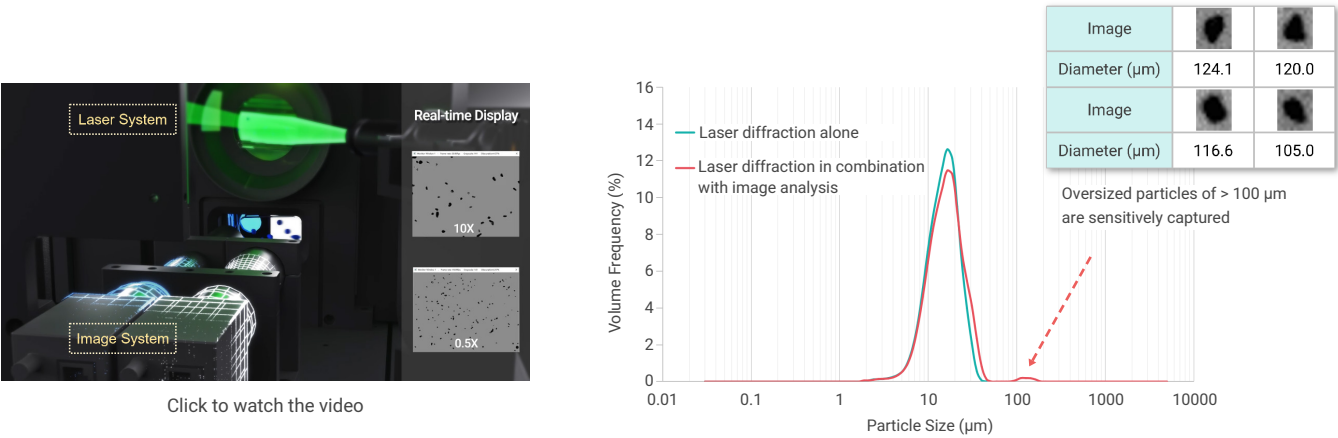 Laser System
Image System
Real-time Display
10X
0.5X
Click to watch the video
Volume Frequency (%)
16
14
12
10
8
6
4
2
0
0.01
0.1
1
10
100
1000
10000
Particle Size (μm)
Laser diffraction alone
Laser diffraction in combination
with image analysis
Image
Diameter (μm) 124.1 120.0
Image
Diameter (μm) 116.6 105.0
Oversized particles of > 100 μm
are sensitively captured